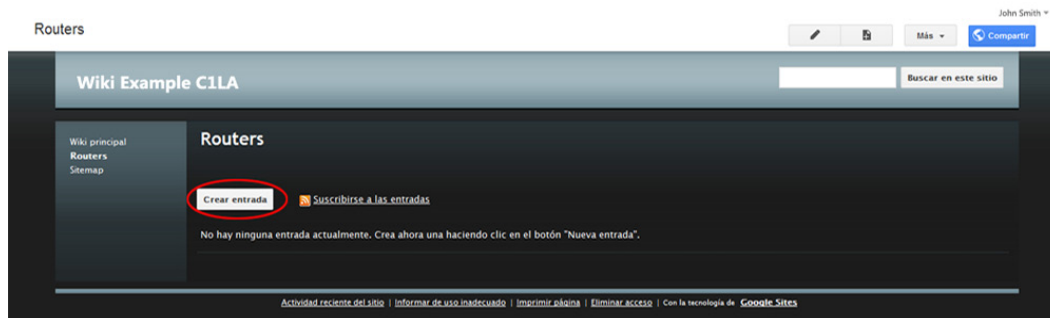 John Smith
Routers
Más
Compartir
Wiki Example C1LA
Buscar en este sitio
Wiki principal
Routers
Sitemap
Routers
Crear entrada
Suscribirse a las entradas
No hay ninguna entrada actualmente. Crea ahora una haciendo clic en el botón "Nueva entrada".
Actividad reciente del sitio | Informar de uso inadecuado | Imprimir página | Eliminar acceso | Con la tecnología de Google Sites